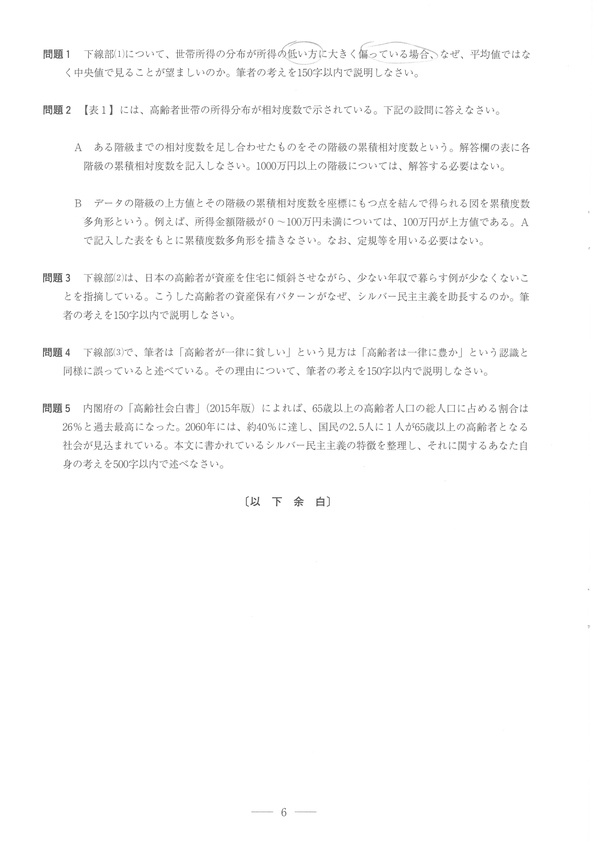 問題1　下線部⑴について、世帯所得の分布が所得の低い方に大きく偏っている場合、なぜ、平均値ではな
く中央値で見ることが望ましいのか。筆者の考えを150字以内で説明しなさい。
問題2　【表1】には、高齢者世帯の所得分布が相対度数で示されている。下記の設問に答えなさい。
A　ある階級までの相対度数を足し合わせたものをその階級の累積相対度数という。解答欄の表に各
階級の累積相対度数を記入しなさい。1000万円以上の階級については、解答する必要はない。
B　データの階級の上方値とその階級の累積相対度数を座標にもつ点を結んで得られる図を累積度数
多角形という。例えば、所得金額階級が0～100万円未満については、100万円が上方値である。A
で記入した表をもとに累積度数多角形を描きなさい。なお、定規等を用いる必要はない。
問題3　下線部⑵は、日本の高齢者が資産を住宅に傾斜させながら、少ない年収で暮らす例が少なくないこ
とを指摘している。こうした高齢者の資産保有パターンがなぜ、シルバー民主主義を助長するのか。筆
者の考えを150字以内で説明しなさい。
問題4　下線部⑶で、筆者は「高齢者が一律に貧しい」という見方は「高齢者は一律に豊か」という認識と
同様に誤っていると述べている。その理由について、筆者の考えを150字以内で説明しなさい。
問題5　内閣府の「高齢社会白書」（2015年版）によれば、65歳以上の高齢者人口の総人口に占める割合は
26％と過去最高になった。2060年には、約40％に達し、国民の2.5人に1人が65歳以上の高齢者となる
社会が見込まれている。本文に書かれているシルバー民主主義の特徴を整理し、それに関するあなた自
身の考えを500字以内で述べなさい。
〔以　下　余　白〕
― 6 ―